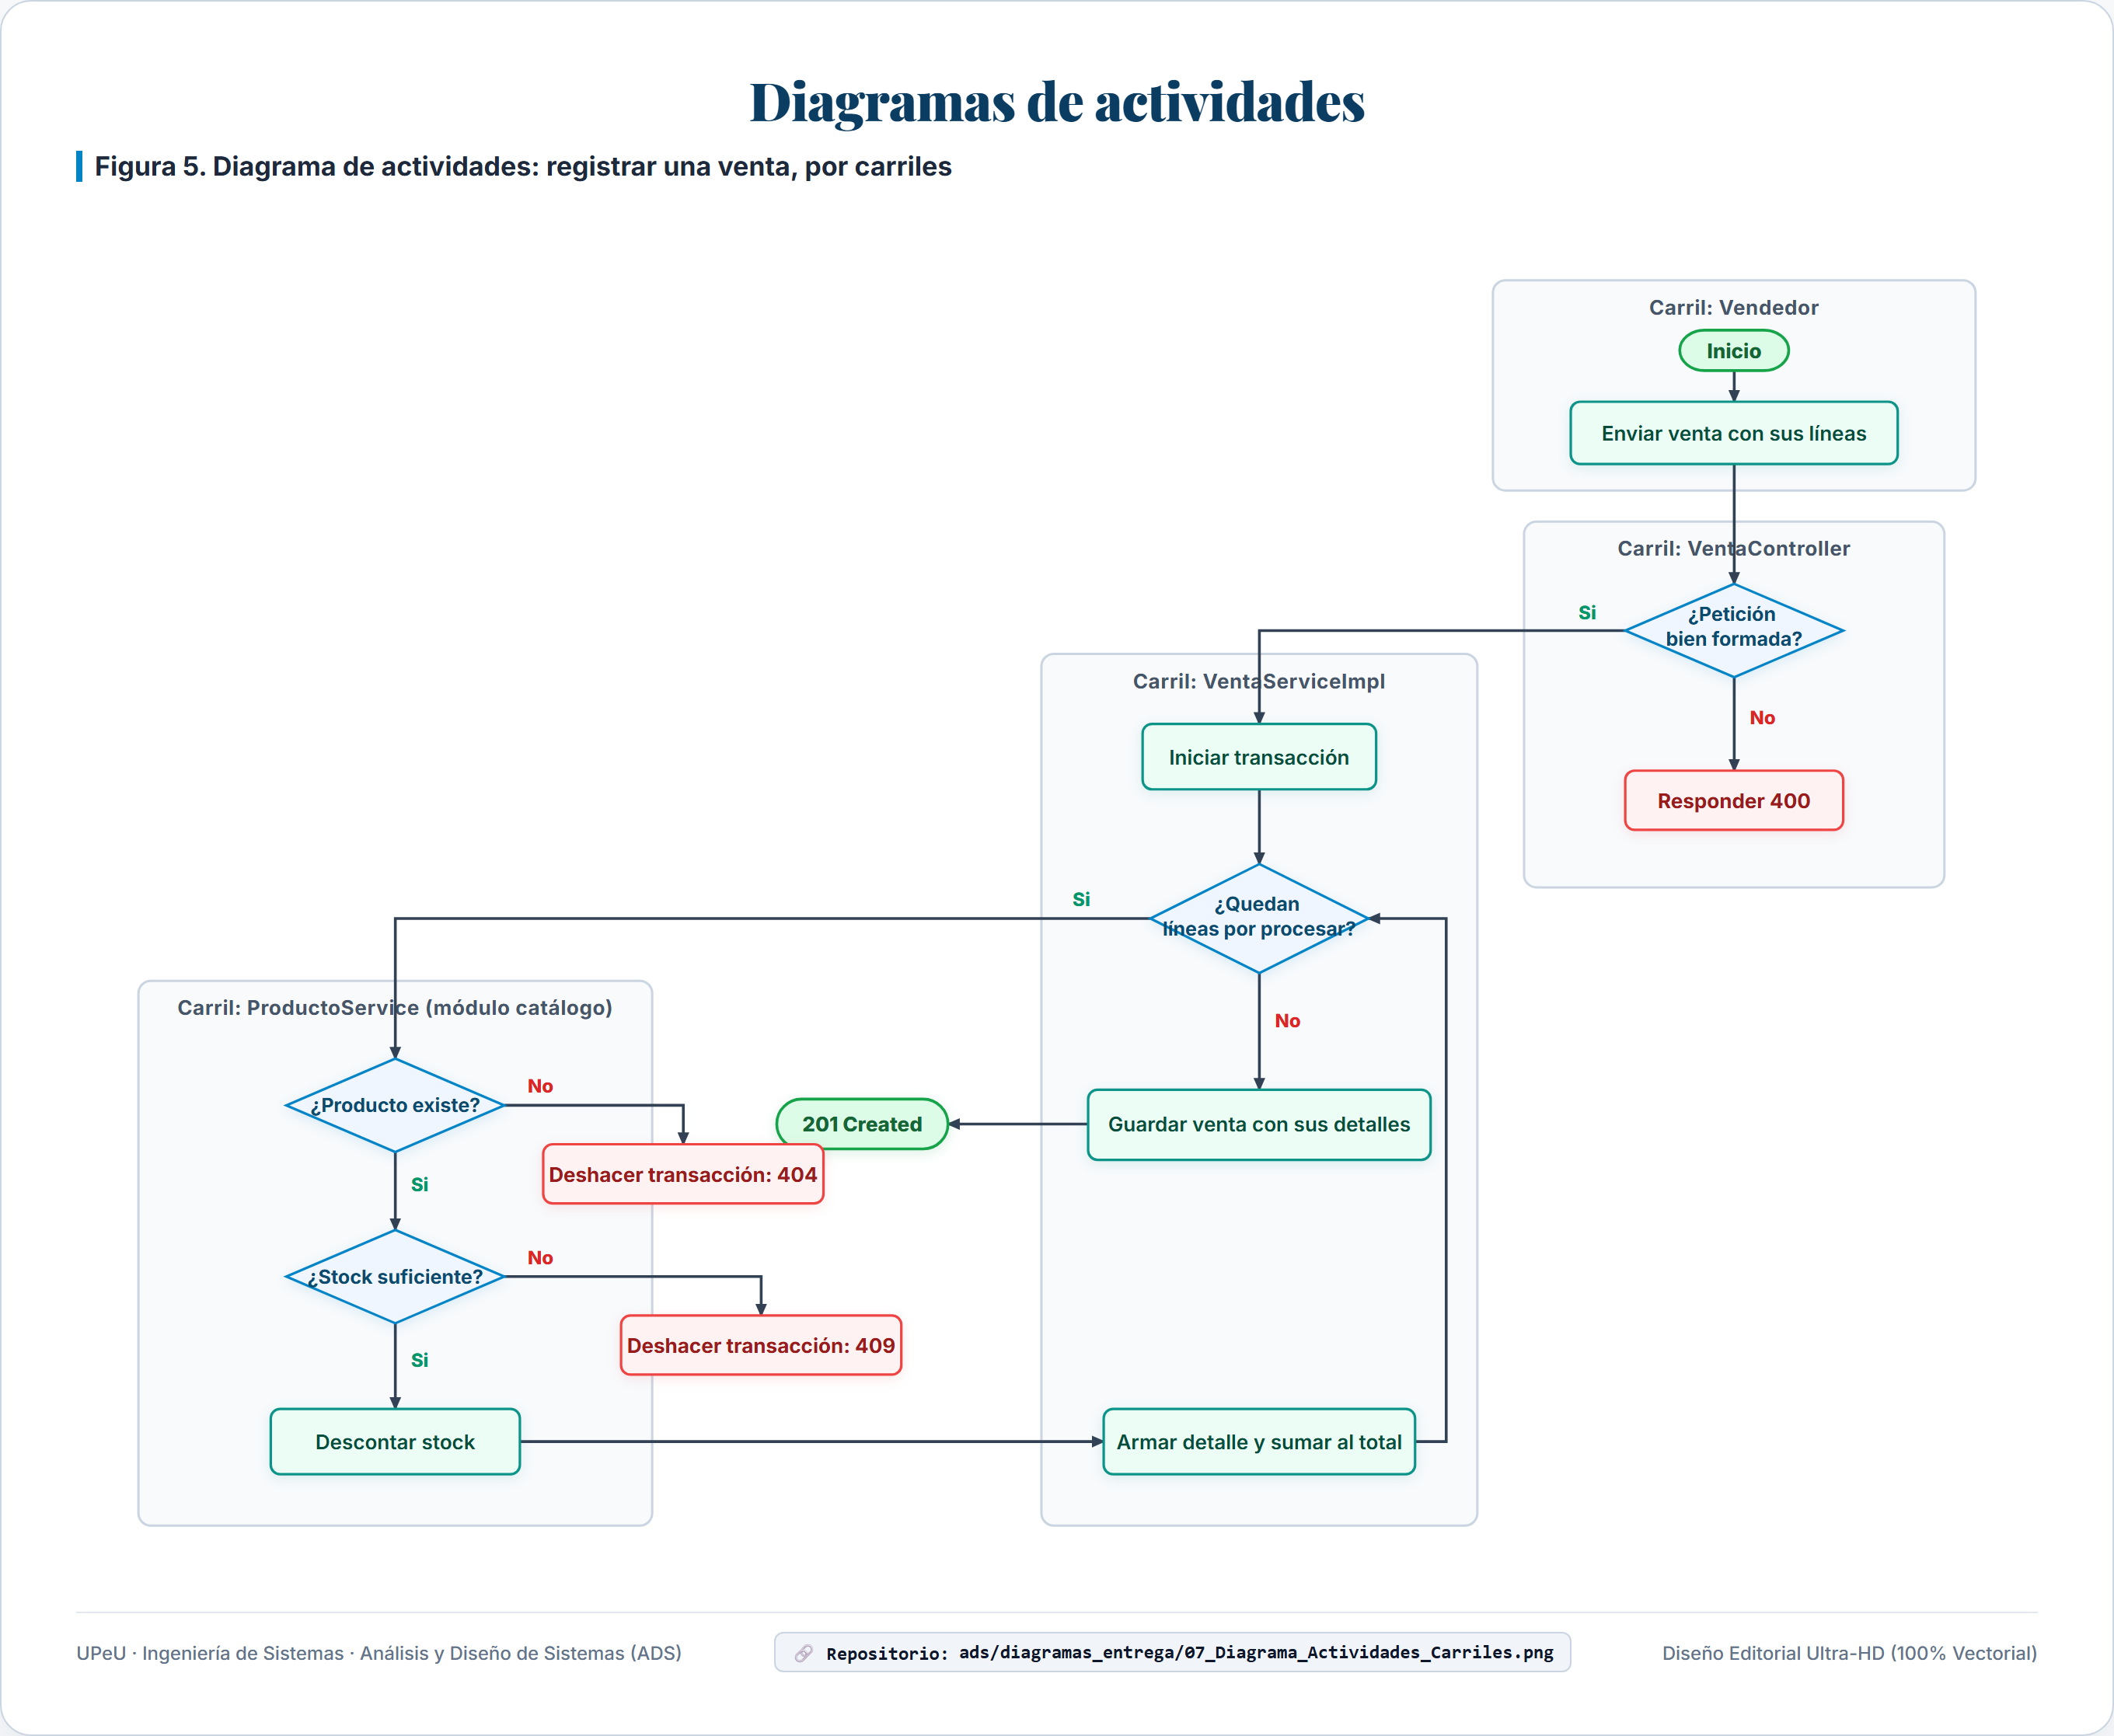 Diagramas de actividades
Figura 5. Diagrama de actividades: registrar una venta, por carriles
Carril: Vendedor
Inicio
Enviar venta con sus líneas
Carril: VentaController
¿Petición
bien formada?
Si
No
Responder 400
Carril: VentaServiceImpl
Iniciar transacción
¿Quedan
líneas por procesar?
Si
No
Guardar venta con sus detalles
201 Created
Armar detalle y sumar al total
Carril: ProductoService (módulo catálogo)
¿Producto existe?
No
Deshacer transacción: 404
Si
¿Stock suficiente?
No
Deshacer transacción: 409
Si
Descontar stock
UPeU · Ingeniería de Sistemas · Análisis y Diseño de Sistemas (ADS)
Repositorio: ads/diagramas_entrega/07_Diagrama_Actividades_Carriles.png
Diseño Editorial Ultra-HD (100% Vectorial)